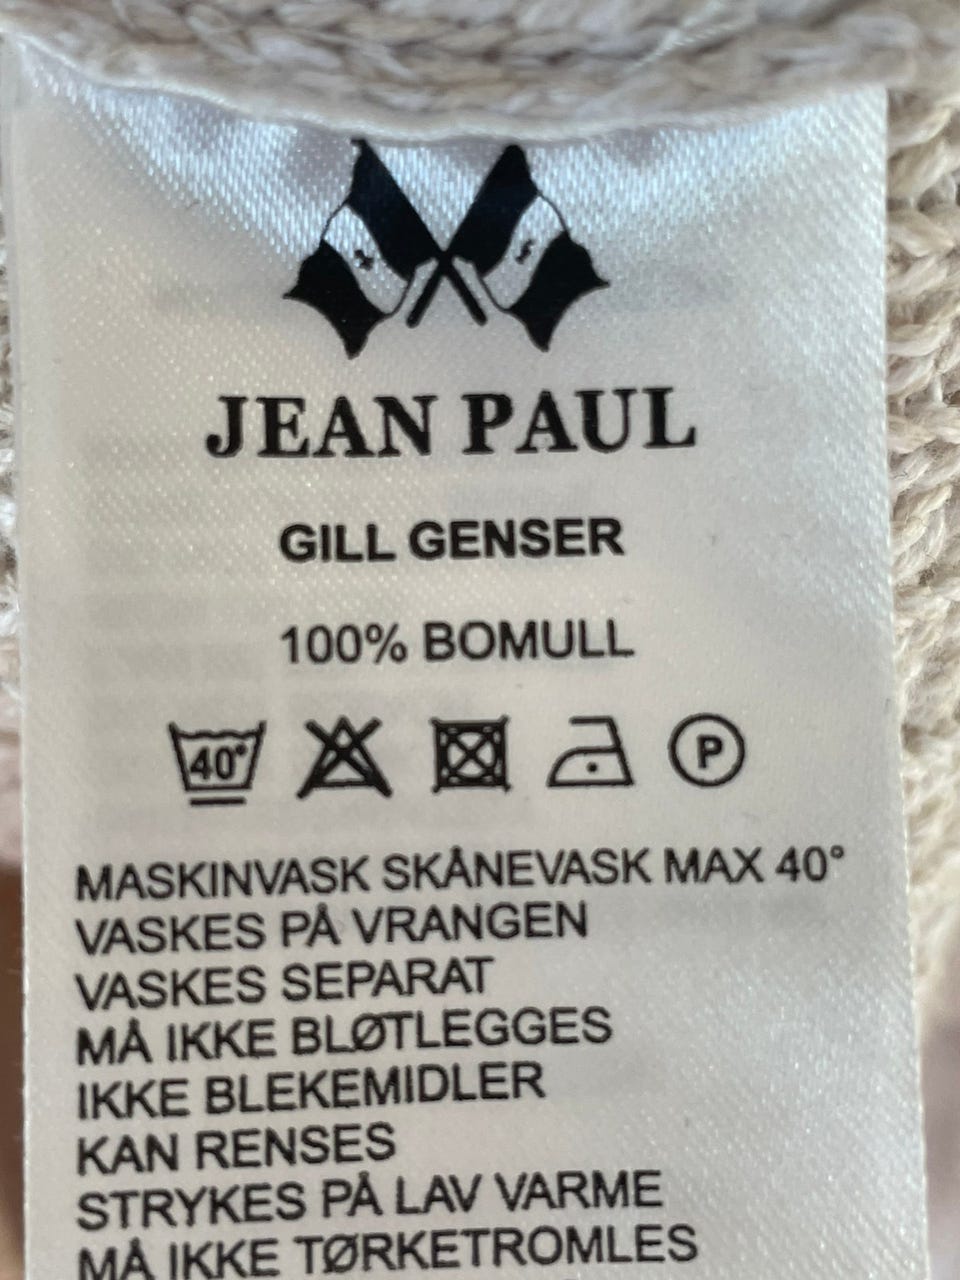 JEAN PAUL
GILL GENSER
100% BOMULL
40° P
MASKINVASK SKÅNEVASK MAX 40°
VASKES PÅ VRANGEN
VASKES SEPARAT
MÅ IKKE BLØTLEGGES
IKKE BLEKEMIDLER
KAN RENSES
STRYKES PÅ LAV VARME
MÅ IKKE TØRKETROMLES